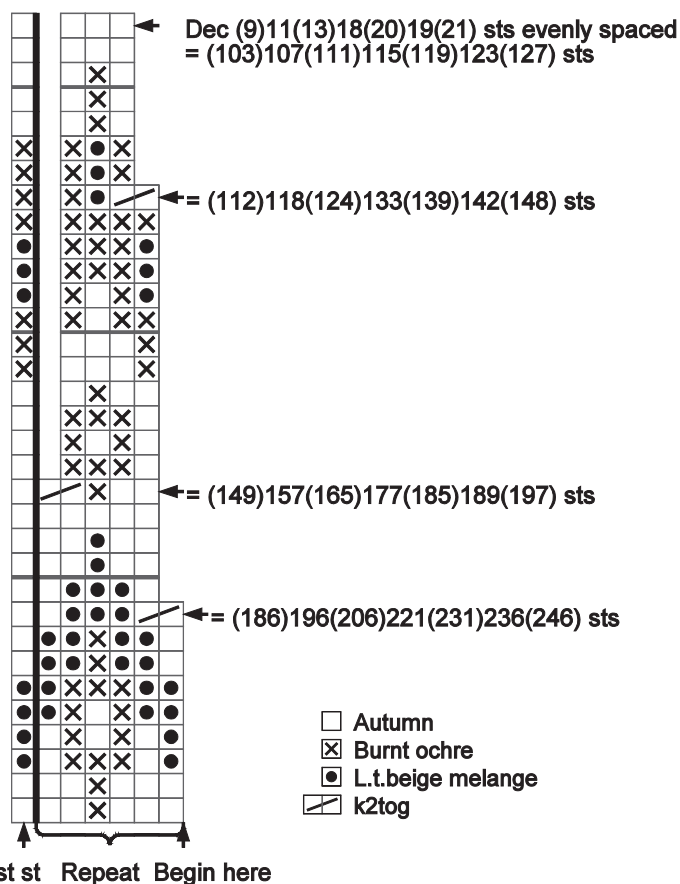 Dec (9)11(13)18(20)19(21) sts evenly spaced
= (103)107(111)115(119)123(127) sts
= (112)118(124)133(139)142(148) sts
= (149)157(165)177(185)189(197) sts
= (186)196(206)221(231)236(246) sts
Autumn
Burnt ochre
L.t.beige melange
k2tog
st st Repeat Begin here